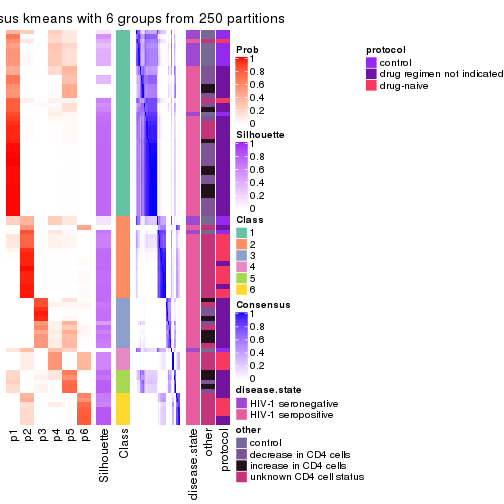 sus kmeans with 6 groups from 250 partitions
Prob
1
0.8
0.6
0.4
0.2
0
Silhouette
1
0.8
0.6
0.4
0.2
0
Class
1
2
3
4
5
6
Consensus
1
0.8
0.6
0.4
0.2
0
disease.state
HIV-1 seronegative
HIV-1 seropositive
other
control
decrease in CD4 cells
increase in CD4 cells
unknown CD4 cell status
protocol
control
drug regimen not indicated
drug-naive
p1
p2
p3
p4
p5
p6
Silhouette
Class
disease.state
other
protocol